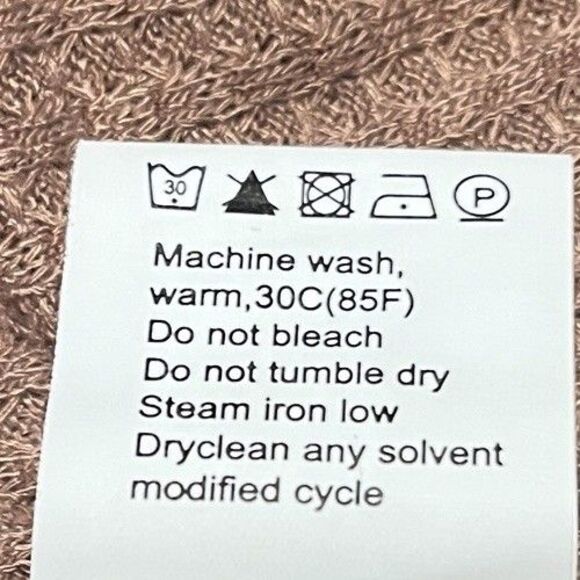 30
P
Machine wash,
warm,30C(85F)
Do not bleach
Do not tumble dry
Steam iron low
Dryclean any solvent
modified cycle